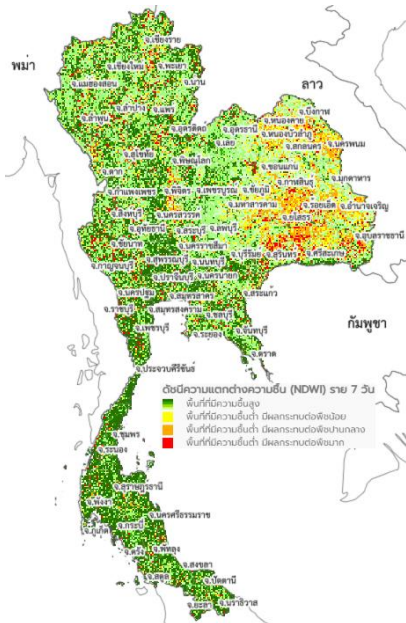 จ.เชียงราย
พม่า
จ.เชียงใหม่ จ.พะเยา
ลาว
จ.แม่ฮ่องสอน จ.น่าน
จ.บึงกาฬ
จ.ลำปาง จ.แพร่ จ.หนองคาย
จ.ลำพูน จ.อุตรดิตถ์ จ.อุดรธานี จ.หนองบัวลำภู จ.นครพนม
จ.เลย จ.สกลนคร
จ.สุโขทัย จ.พิษณุโลก จ.ขอนแก่น จ.มุกดาหาร
จ.ตาก จ.กาฬสินธุ์
จ.กำแพงเพชร จ.พิจิตร จ.เพชรบูรณ์ จ.ชัยภูมิ
จ.มหาสารคาม จ.ร้อยเอ็ด จ.อำนาจเจริญ
จ.สิงห์บุรี จ.นครสวรรค์ จ.ยโสธร
จ.อุทัยธานี จ.สระบุรี จ.ลพบุรี จ.อุบลราชธานี
จ.ชัยนาท จ.นครราชสีมา จ.บุรีรัมย์ จ.สุรินทร์ จ.ศรีสะเกษ
จ.กาญจนบุรี จ.สุพรรณบุรี จ.นนทบุรี
จ.ปราจีนบุรี จ.นครนายก
จ.นครปฐม จ.สมุทรสาคร จ.สระแก้ว
จ.ราชบุรี จ.สมุทรสงคราม จ.ชลบุรี กัมพูชา
จ.เพชรบุรี จ.ระยอง จ.จันทบุรี
จ.ตราด
จ.ประจวบคีรีขันธ์
ดัชนีความแตกต่างความชื้น (NDWI) ราย 7 วัน
พื้นที่ที่มีความชื้นสูง
พื้นที่ที่มีความชื้นต่ำ มีผลกระทบต่อพืชน้อย
พื้นที่ที่มีความชื้นต่ำ มีผลกระทบต่อพืชปานกลาง
พื้นที่ที่มีความชื้นต่ำ มีผลกระทบต่อพืชมาก
จ.ชุมพร
จ.ระนอง
จ.สุราษฎร์ธานี
จ.พังงา
จ.นครศรีธรรมราช
จ.ภูเก็ต จ.กระบี่
จ.ตรัง จ.พัทลุง
จ.สงขลา
จ.สตูล จ.ปัตตานี
จ.ยะลา จ.นราธิวาส